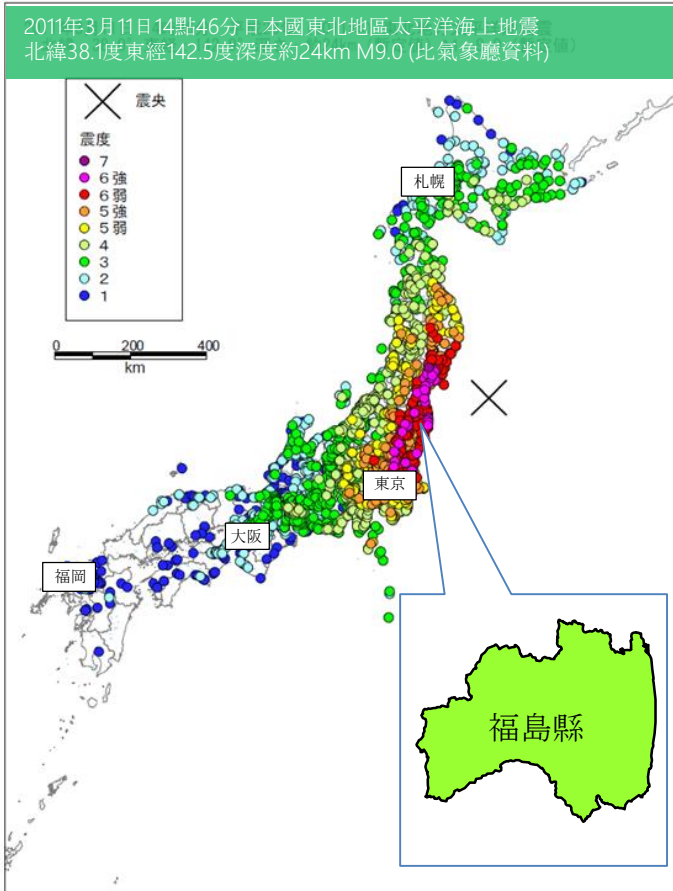 2011年3月11日14點46分日本國東北地區太平洋海上地震
北緯38.1度東經142.5度深度約24km M9.0 (比氣象廳資料)
震央
震度
7
6強
6弱
5強
5弱
4
3
2
1
0 200 400
km
札幌
東京
大阪
福岡
福島縣